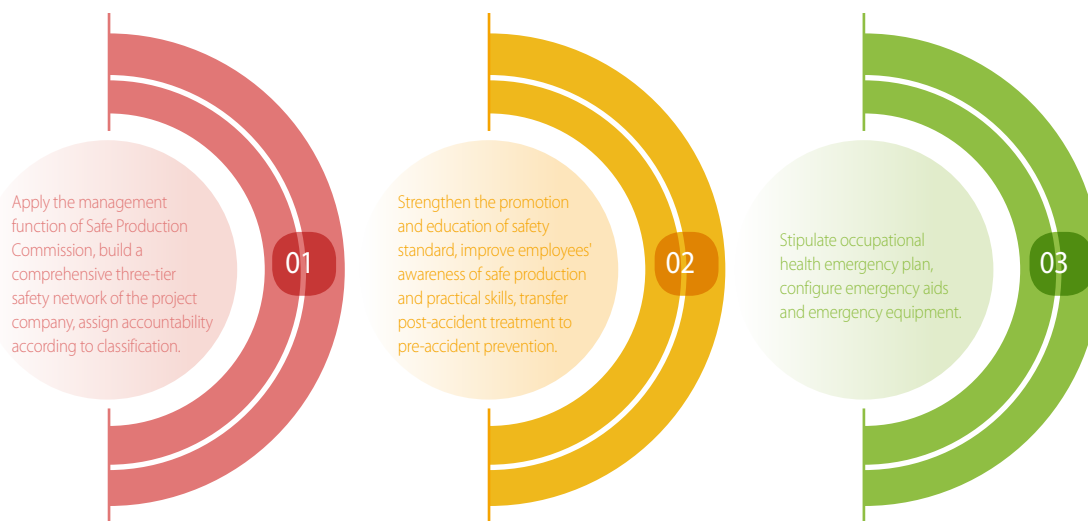 Apply the management
function of Safe Production
Commission, build a
comprehensive three-tier
safety network of the project
company, assign accountability
according to classification.
01
Strengthen the promotion
and education of safety
standard, improve employees'
awareness of safe production
and practical skills, transfer
post-accident treatment to
pre-accident prevention.
02
Stipulate occupational
health emergency plan,
configure emergency aids
and emergency equipment.
03